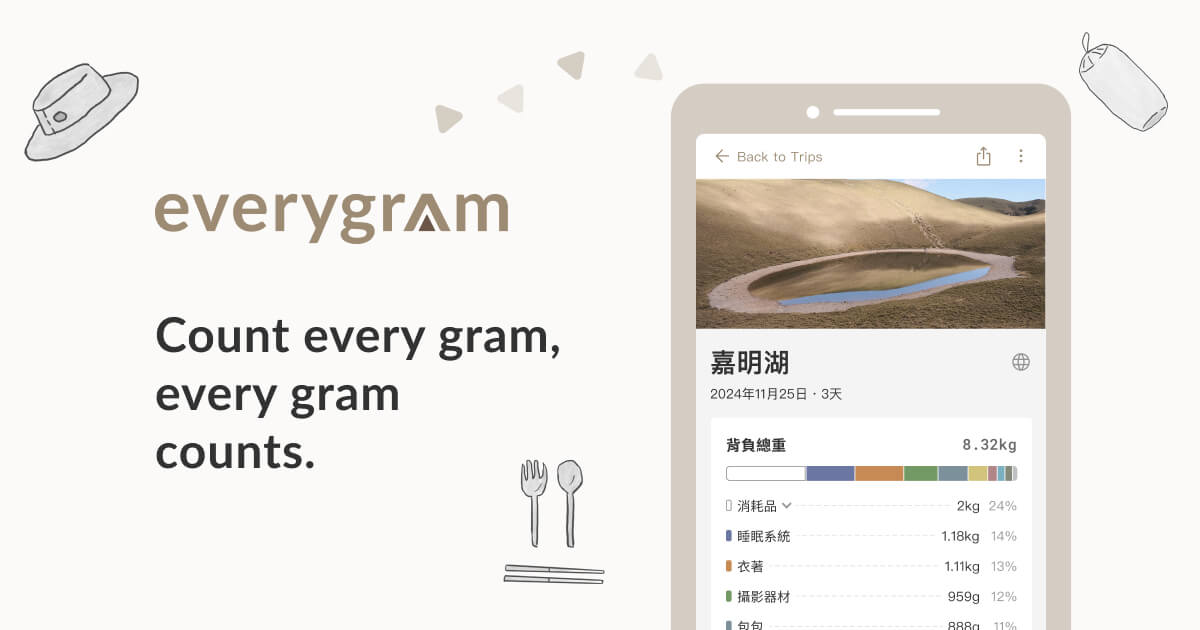 everygram
Count every gram,
every gram
counts.
Back to Trips
嘉明湖
2024年11月25日・3天
背負總重 8.32kg
消耗品 2kg 24%
睡眠系統 1.18kg 14%
衣著 1.11kg 13%
攝影器材 959g 12%
包包 888g 11%